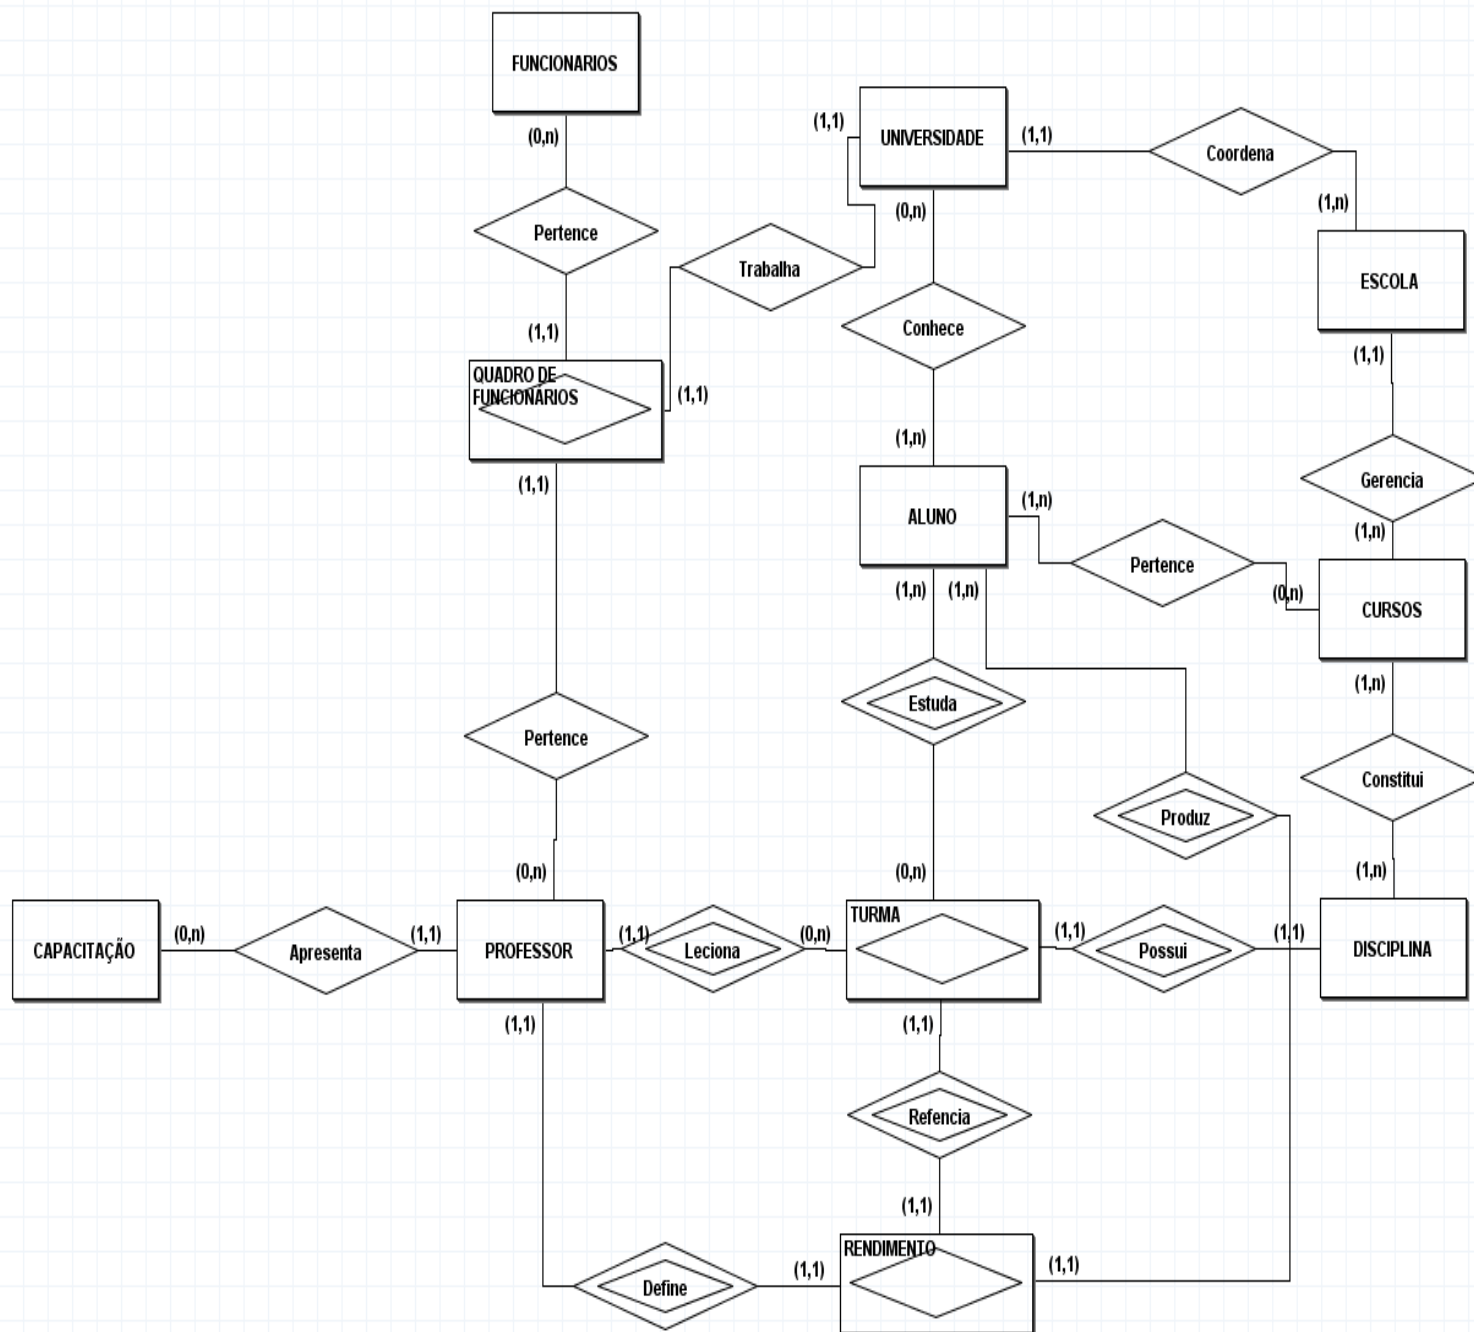 FUNCIONARIOS
(0,n)
(1,1)
UNIVERSIDADE
(1,1)
Coordena
(1,n)
(0,n)
Pertence
Trabalha
ESCOLA
(1,1)
Conhece
(1,1)
QUADRO DE
FUNCIONÁRIOS
(1,1)
(1,n)
Gerencia
(1,1)
(1,n)
ALUNO
(1,n)
Pertence
(1,n)
(1,n)
(0,n)
CURSOS
(1,n)
Estuda
Pertence
Constitui
Produz
(0,n)
(0,n)
(1,n)
CAPACITAÇÃO
(0,n)
Apresenta
(1,1)
PROFESSOR
(1,1)
Leciona
(0,n)
TURMA
(1,1)
Possui
(1,1)
DISCIPLINA
(1,1)
(1,1)
Refencia
(1,1)
RENDIMENTO
Define
(1,1)
(1,1)